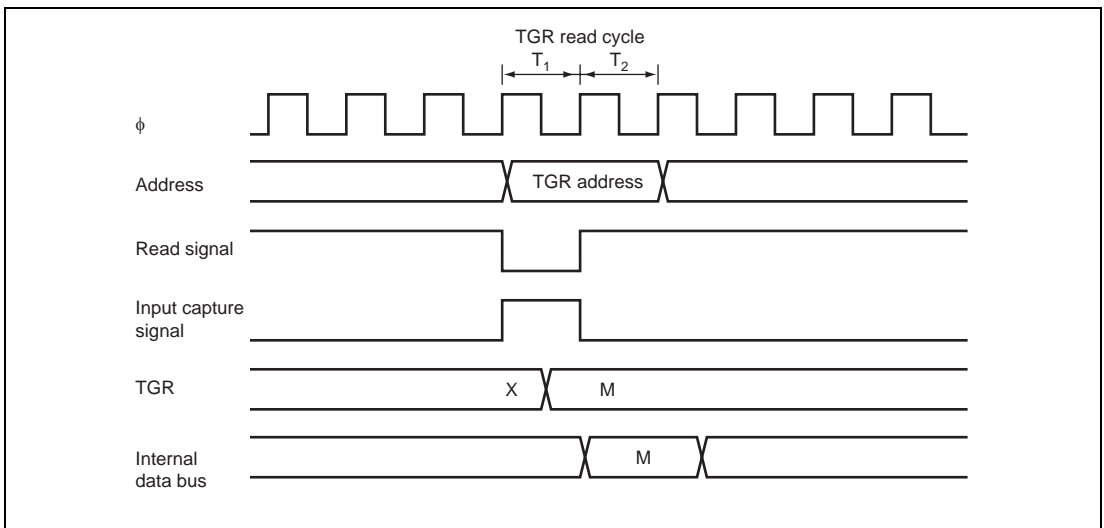 TGR read cycle
T1 T2
ϕ
Address
TGR address
Read signal
Input capture
signal
TGR
X M
Internal
data bus
M